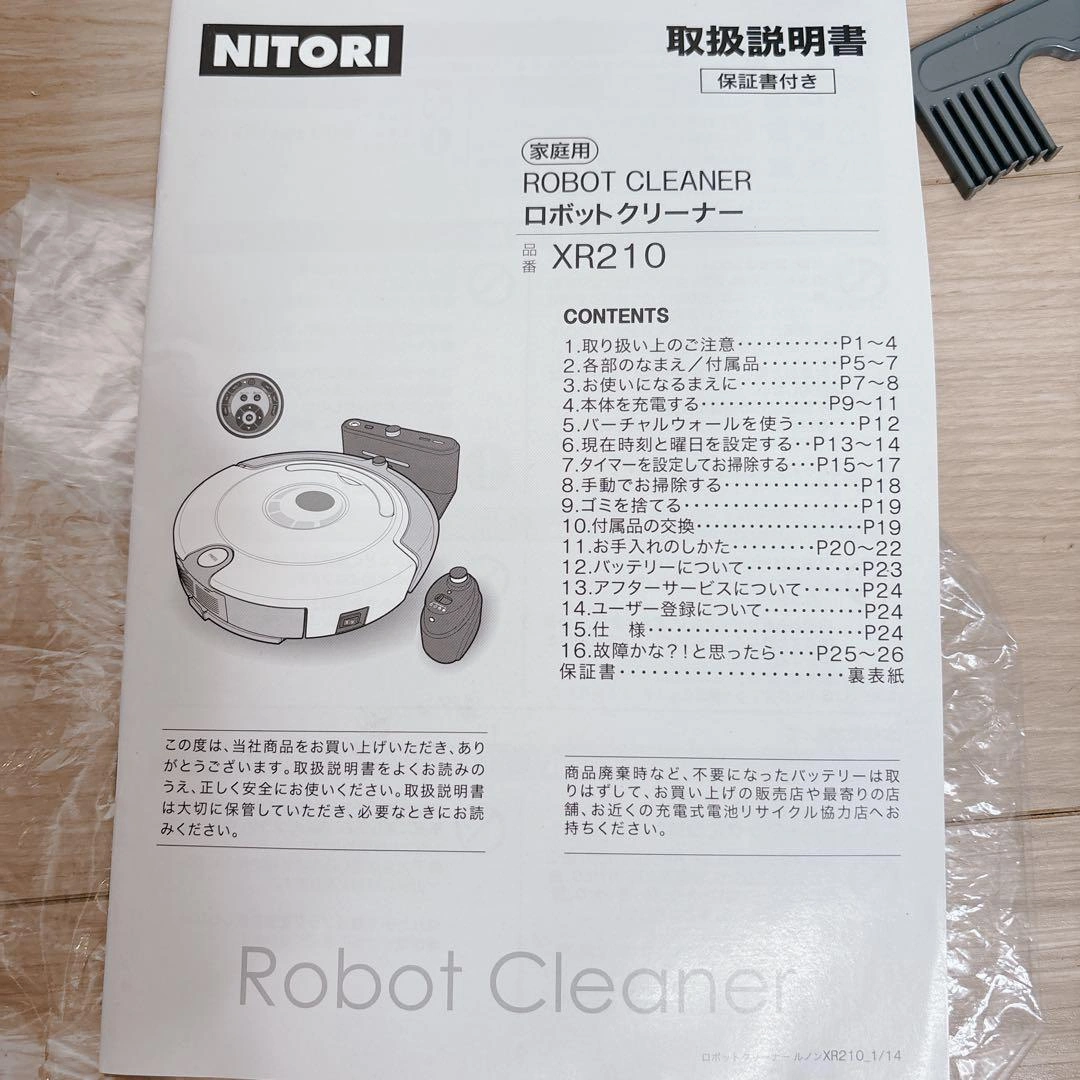 NITORI
取扱説明書
保証書付き
家庭用
ROBOT CLEANER
ロボットクリーナー
品番 XR210
CONTENTS
1.取り扱い上のご注意・・・・・・・・・・・P1〜4
2.各部のなまえ／付属品・・・・・・・・P5〜7
3.お使いになるまえに・・・・・・・・・・P7〜8
4.本体を充電する・・・・・・・・・・・・・P9〜11
5.バーチャルウォールを使う・・・・・・P12
6.現在時刻と曜日を設定する・・P13〜14
7.タイマーを設定してお掃除する・・・P15〜17
8.手動でお掃除する・・・・・・・・・・・・・P18
9.ゴミを捨てる・・・・・・・・・・・・・・・・・P19
10.付属品の交換・・・・・・・・・・・・・・・・P19
11.お手入れのしかた・・・・・・・・・P20〜22
12.バッテリーについて・・・・・・・・・・・・P23
13.アフターサービスについて・・・・・・P24
14.ユーザー登録について・・・・・・・・・・P24
15.仕　様・・・・・・・・・・・・・・・・・・・・・・・P24
16.故障かな？！と思ったら・・・・P25〜26
保証書・・・・・・・・・・・・・・・・・・・・・・裏表紙
この度は、当社商品をお買い上げいただき、あり
がとうございます。取扱説明書をよくお読みの
うえ、正しく安全にお使いください。取扱説明書
は大切に保管していただき、必要なときにお読
みください。
商品廃棄時など、不要になったバッテリーは取
りはずして、お買い上げの販売店や最寄りの店
舗、お近くの充電式電池リサイクル協力店へお
持ちください。
Robot Cleaner
ロボットクリーナー ルノンXR210_1/14